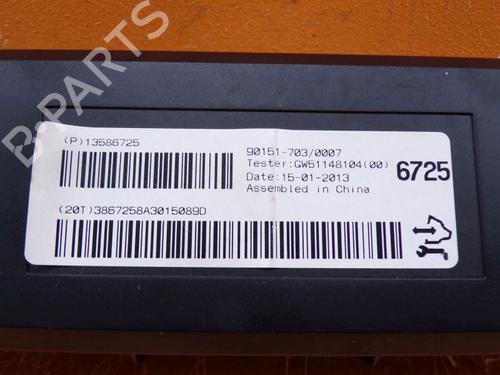 B-PARTS
(P)13586725
90151-703/0007
Tester:GW51148104(00)
6725
Date:15-01-2013
Assembled in China
(20T)3867258A3015089D